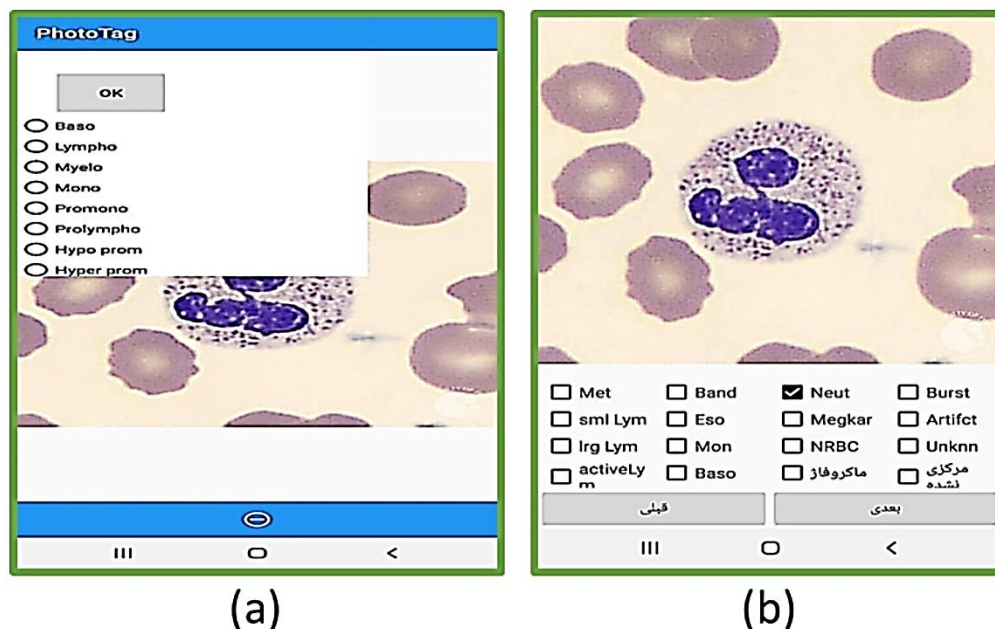 PhotoTag
OK
Baso
Lympho
Myelo
Mono
Promono
Prolympho
Hypo prom
Hyper prom
(a)
Met Band Neut Burst
sml Lym Eso Megkar Artifct
lrg Lym Mon NRBC Unknn
activeLy
m
Baso ماکروفاژ مرکزی
نشده
قبلی بعدی
(b)